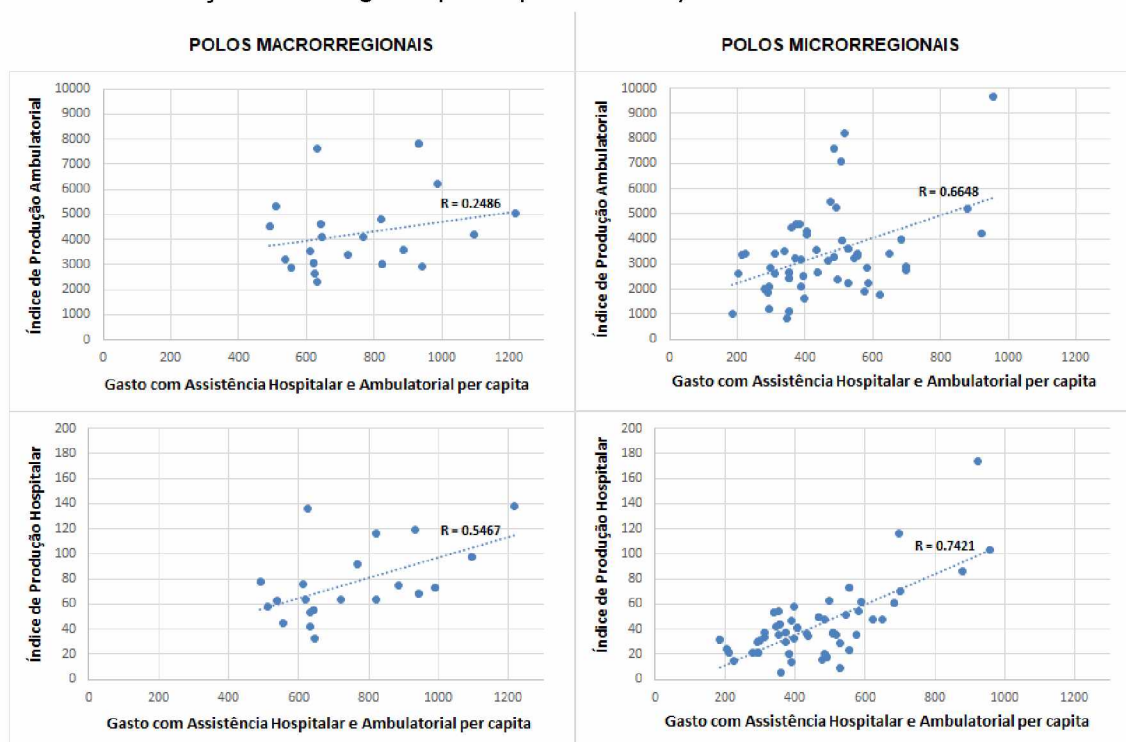 POLOS MACRORREGIONAIS
POLOS MICRORREGIONAIS
Índice de Produção Ambulatorial
10000
9000
8000
7000
6000
5000
4000
3000
2000
1000
0
R = 0.2486
0 200 400 600 800 1000 1200
Gasto com Assistência Hospitalar e Ambulatorial per capita
Índice de Produção Ambulatorial
10000
9000
8000
7000
6000
5000
4000
3000
2000
1000
0
R = 0.6648
0 200 400 600 800 1000 1200
Gasto com Assistência Hospitalar e Ambulatorial per capita
Índice de Produção Hospitalar
200
180
160
140
120
100
80
60
40
20
0
R = 0.5467
0 200 400 600 800 1000 1200
Gasto com Assistência Hospitalar e Ambulatorial per capita
Índice de Produção Hospitalar
200
180
160
140
120
100
80
60
40
20
0
R = 0.7421
0 200 400 600 800 1000 1200
Gasto com Assistência Hospitalar e Ambulatorial per capita